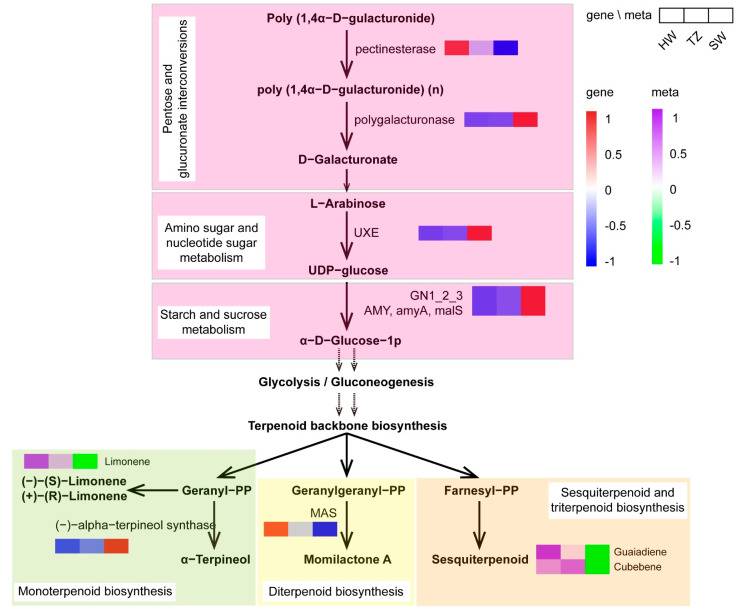 Poly (1,4α−D−gulacturonide)
gene \ meta
HW
TZ
SW
pectinesterase
Pentose and
glucuronate interconversions
poly (1,4α−D−gulacturonide) (n)
polygalacturonase
D−Galacturonate
gene
meta
1
0.5
0
-0.5
-1
1
0.5
0
-0.5
-1
L−Arabinose
Amino sugar and
nucleotide sugar
metabolism
UXE
UDP−glucose
Starch and sucrose
metabolism
GN1_2_3
AMY, amyA, malS
α−D−Glucose−1p
Glycolysis / Gluconeogenesis
Terpenoid backbone biosynthesis
Limonene
(−)−(S)−Limonene
(+)−(R)−Limonene
Geranyl−PP
Geranylgeranyl−PP
Farnesyl−PP
Sesquiterpenoid and
triterpenoid biosynthesis
(−)−alpha−terpineol synthase
MAS
α−Terpineol
Momilactone A
Sesquiterpenoid
Guaiadiene
Cubebene
Monoterpenoid biosynthesis
Diterpenoid biosynthesis